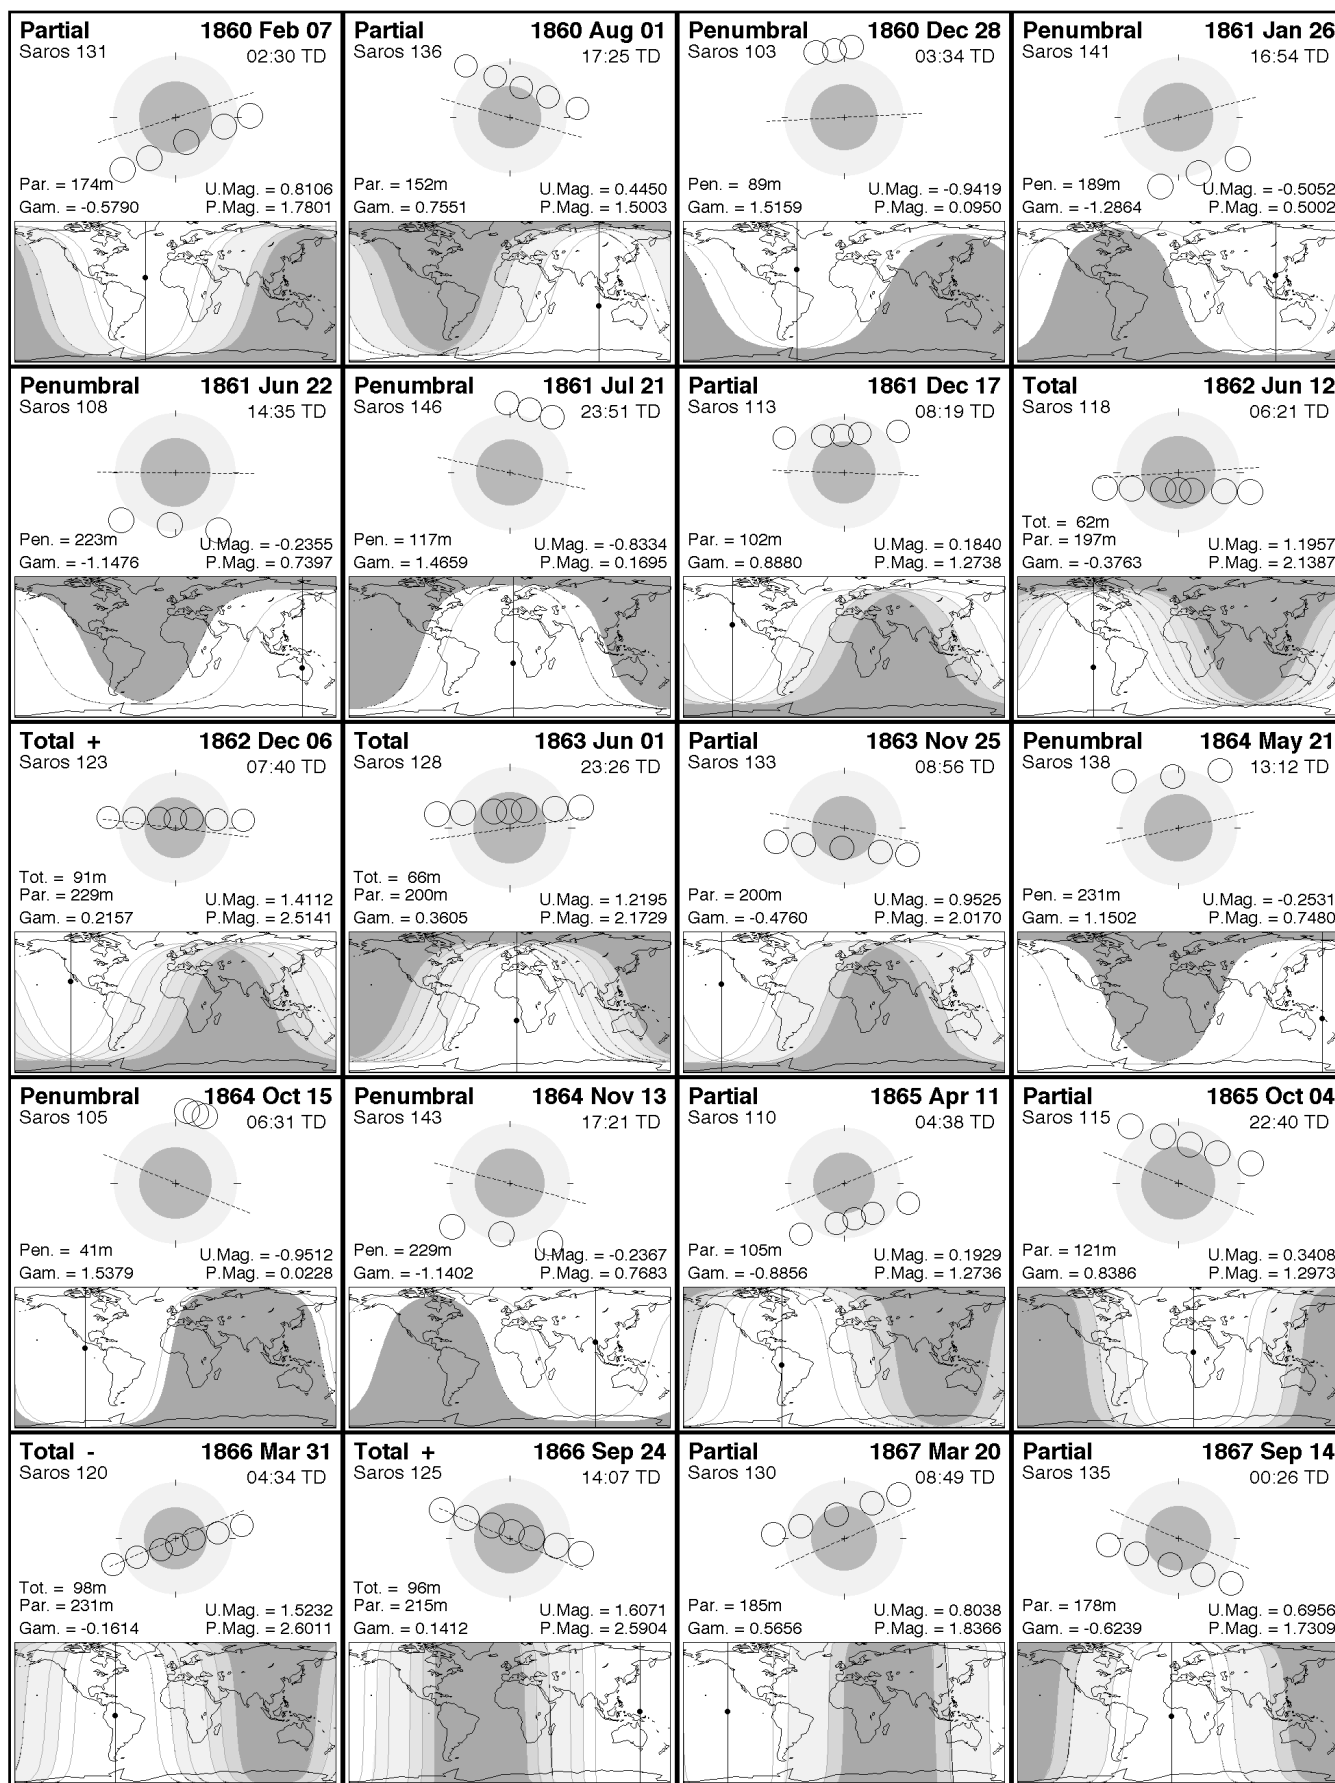 Partial 1860 Feb 07
Saros 131 02:30 TD
Par. = 174m U.Mag. = 0.8106
Gam. = -0.5790 P.Mag. = 1.7801
Partial 1860 Aug 01
Saros 136 17:25 TD
Par. = 152m U.Mag. = 0.4450
Gam. = 0.7551 P.Mag. = 1.5003
Penumbral 1860 Dec 28
Saros 103 03:34 TD
Pen. = 89m U.Mag. = -0.9419
Gam. = 1.5159 P.Mag. = 0.0950
Penumbral 1861 Jan 26
Saros 141 16:54 TD
Pen. = 189m U.Mag. = -0.5052
Gam. = -1.2864 P.Mag. = 0.5002
Penumbral 1861 Jun 22
Saros 108 14:35 TD
Pen. = 223m U.Mag. = -0.2355
Gam. = -1.1476 P.Mag. = 0.7397
Penumbral 1861 Jul 21
Saros 146 23:51 TD
Pen. = 117m U.Mag. = -0.8334
Gam. = 1.4659 P.Mag. = 0.1695
Partial 1861 Dec 17
Saros 113 08:19 TD
Par. = 102m U.Mag. = 0.1840
Gam. = 0.8880 P.Mag. = 1.2738
Total 1862 Jun 12
Saros 118 06:21 TD
Tot. = 62m
Par. = 197m U.Mag. = 1.1957
Gam. = -0.3763 P.Mag. = 2.1387
Total + 1862 Dec 06
Saros 123 07:40 TD
Tot. = 91m
Par. = 229m U.Mag. = 1.4112
Gam. = 0.2157 P.Mag. = 2.5141
Total 1863 Jun 01
Saros 128 23:26 TD
Tot. = 66m
Par. = 200m U.Mag. = 1.2195
Gam. = 0.3605 P.Mag. = 2.1729
Partial 1863 Nov 25
Saros 133 08:56 TD
Par. = 200m U.Mag. = 0.9525
Gam. = -0.4760 P.Mag. = 2.0170
Penumbral 1864 May 21
Saros 138 13:12 TD
Pen. = 231m U.Mag. = -0.2531
Gam. = 1.1502 P.Mag. = 0.7480
Penumbral 1864 Oct 15
Saros 105 06:31 TD
Pen. = 41m U.Mag. = -0.9512
Gam. = 1.5379 P.Mag. = 0.0228
Penumbral 1864 Nov 13
Saros 143 17:21 TD
Pen. = 229m U.Mag. = -0.2367
Gam. = -1.1402 P.Mag. = 0.7683
Partial 1865 Apr 11
Saros 110 04:38 TD
Par. = 105m U.Mag. = 0.1929
Gam. = -0.8856 P.Mag. = 1.2736
Partial 1865 Oct 04
Saros 115 22:40 TD
Par. = 121m U.Mag. = 0.3408
Gam. = 0.8386 P.Mag. = 1.2973
Total - 1866 Mar 31
Saros 120 04:34 TD
Tot. = 98m
Par. = 231m U.Mag. = 1.5232
Gam. = -0.1614 P.Mag. = 2.6011
Total + 1866 Sep 24
Saros 125 14:07 TD
Tot. = 96m
Par. = 215m U.Mag. = 1.6071
Gam. = 0.1412 P.Mag. = 2.5904
Partial 1867 Mar 20
Saros 130 08:49 TD
Par. = 185m U.Mag. = 0.8038
Gam. = 0.5656 P.Mag. = 1.8366
Partial 1867 Sep 14
Saros 135 00:26 TD
Par. = 178m U.Mag. = 0.6956
Gam. = -0.6239 P.Mag. = 1.7309